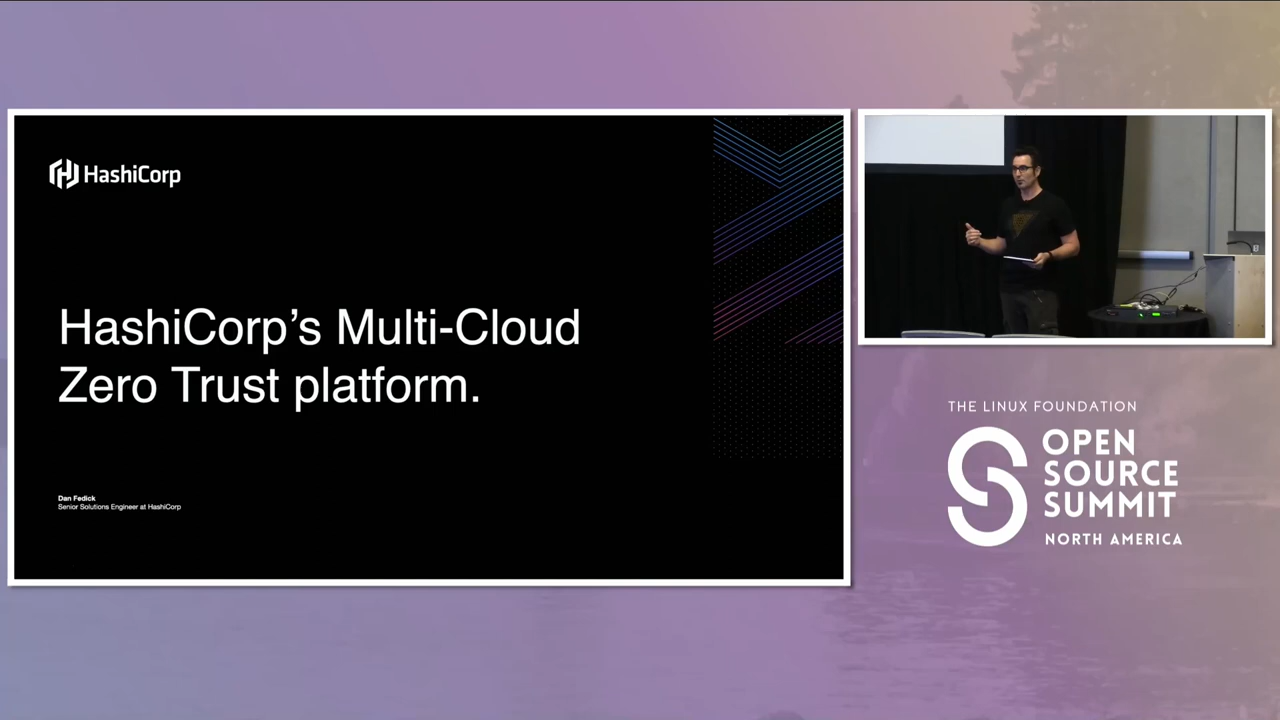 HashiCorp
HashiCorp's Multi-Cloud
Zero Trust platform.
Dan Fedick
Senior Solutions Engineer at HashiCorp
THE LINUX FOUNDATION
OPEN
SOURCE
SUMMIT
NORTH AMERICA